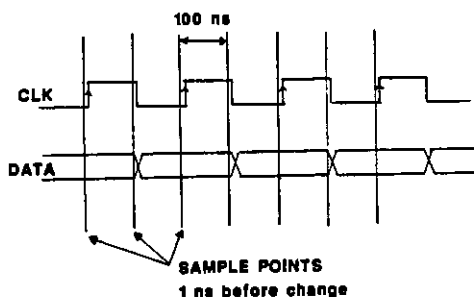 100 ns
CLK
DATA
SAMPLE POINTS
1 ns before change